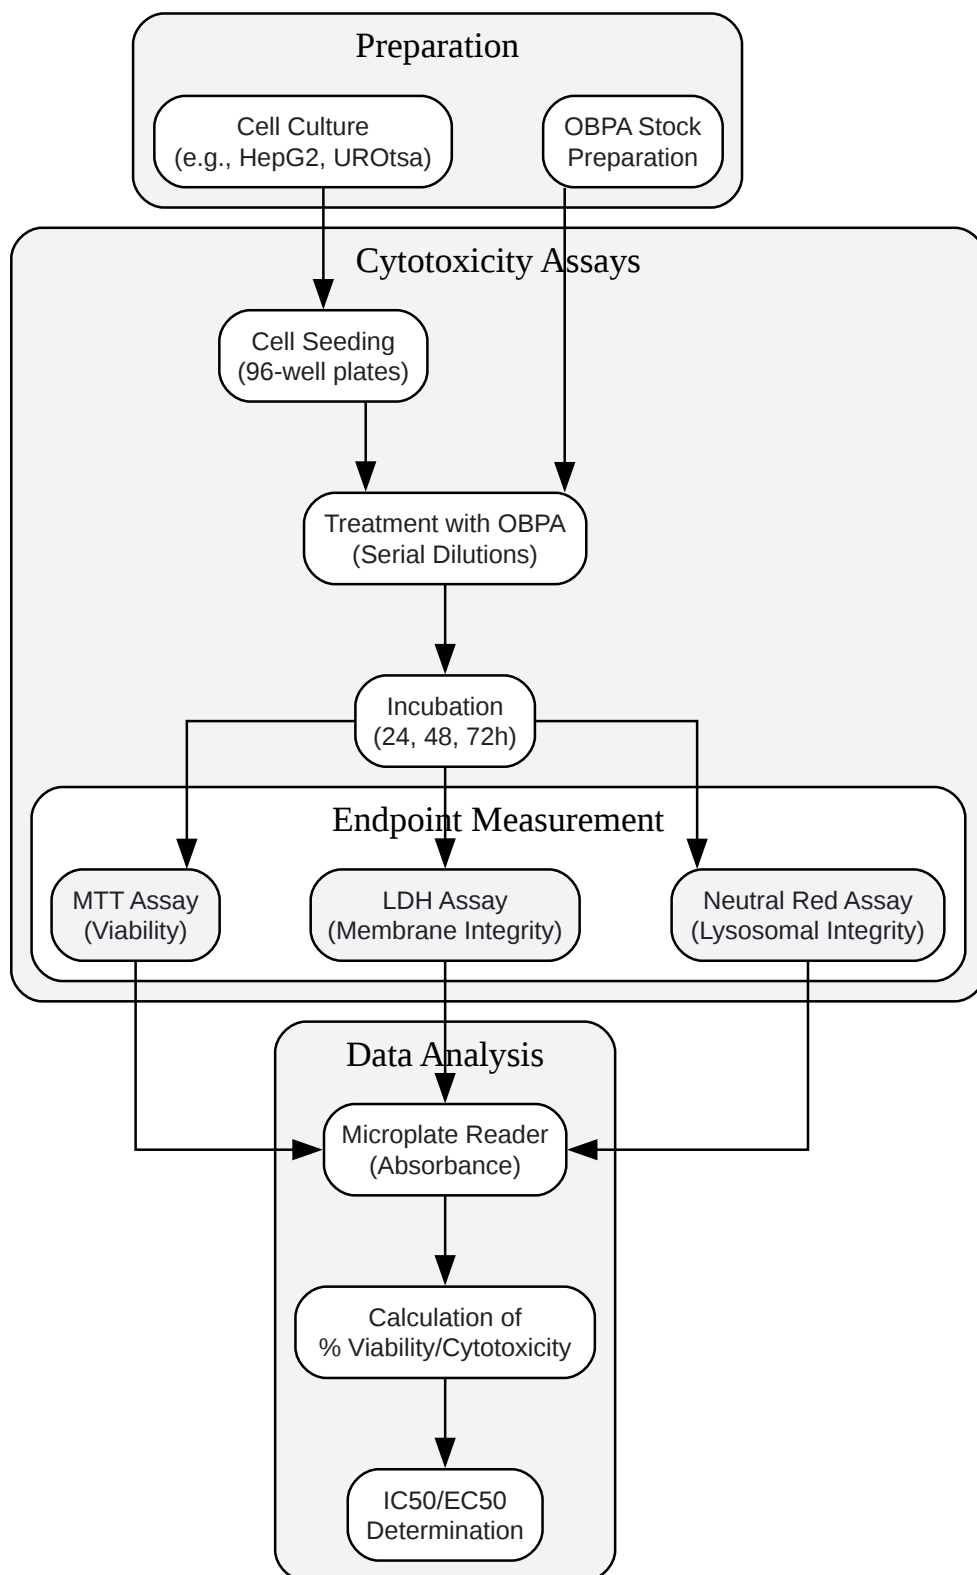 Preparation
Cell Culture
(e.g., HepG2, UROtsa)
OBPA Stock
Preparation
Cytotoxicity Assays
Cell Seeding
(96-well plates)
Treatment with OBPA
(Serial Dilutions)
Incubation
(24, 48, 72h)
Endpoint Measurement
MTT Assay
(Viability)
LDH Assay
(Membrane Integrity)
Neutral Red Assay
(Lysosomal Integrity)
Data Analysis
Microplate Reader
(Absorbance)
Calculation of
% Viability/Cytotoxicity
IC50/EC50
Determination